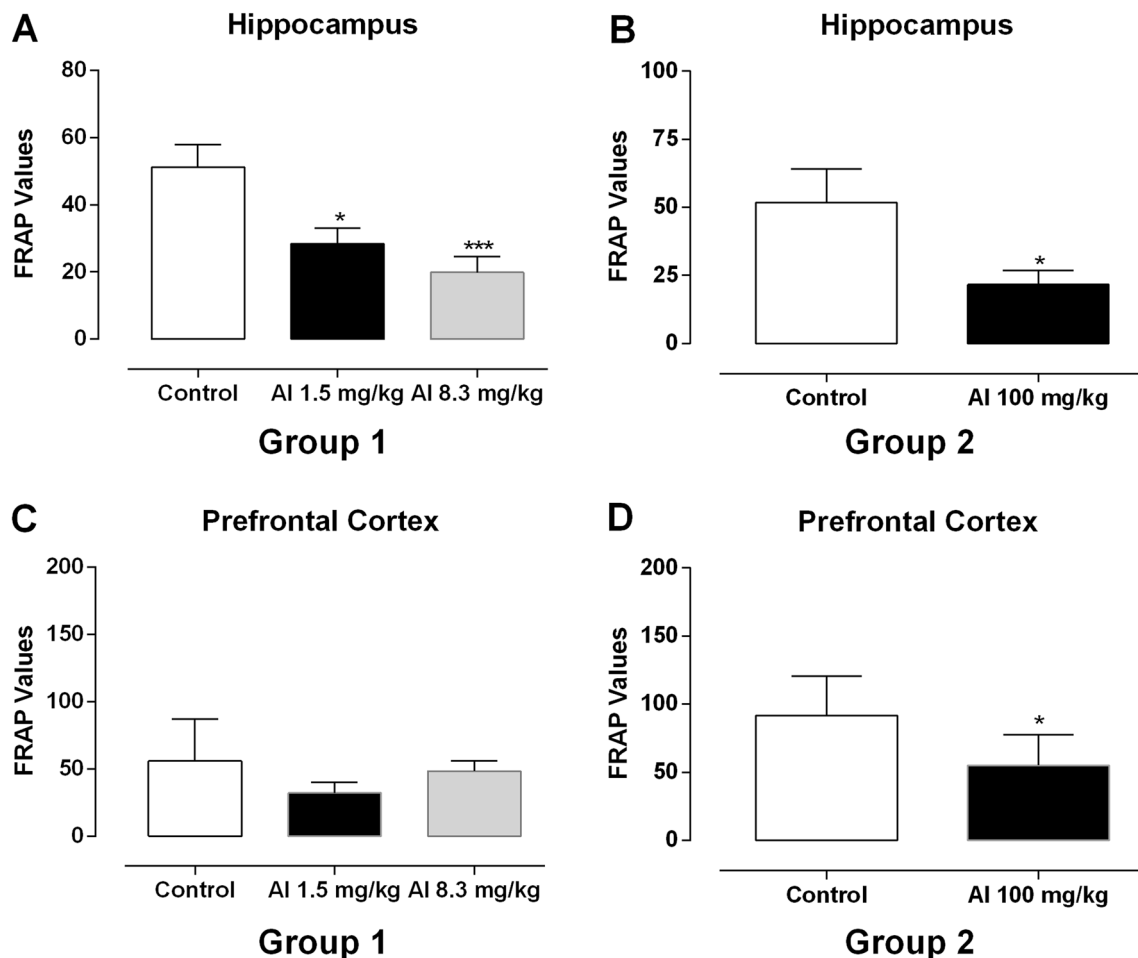 A
Hippocampus
FRAP Values
80
60
40
20
0
*
***
Control
Al 1.5 mg/kg
Al 8.3 mg/kg
Group 1
B
Hippocampus
FRAP Values
100
75
50
25
0
*
Control
Al 100 mg/kg
Group 2
C
Prefrontal Cortex
FRAP Values
200
150
100
50
0
Control
Al 1.5 mg/kg
Al 8.3 mg/kg
Group 1
D
Prefrontal Cortex
FRAP Values
200
150
100
50
0
*
Control
Al 100 mg/kg
Group 2